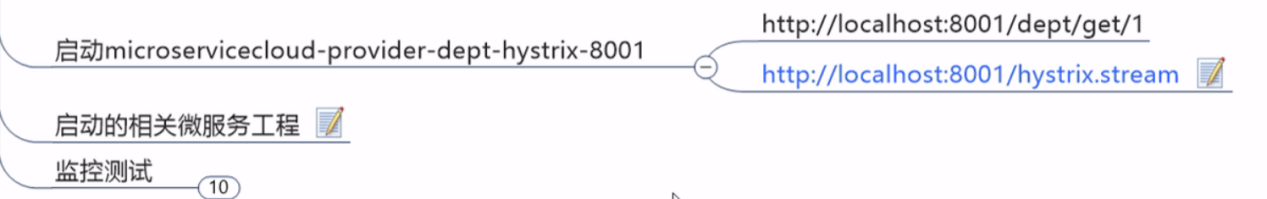 http://localhost:8001/dept/get/1
启动microservicecloud-provider-dept-hystrix-8001
http://localhost:8001/hystrix.stream
启动的相关微服务工程
监控测试
10